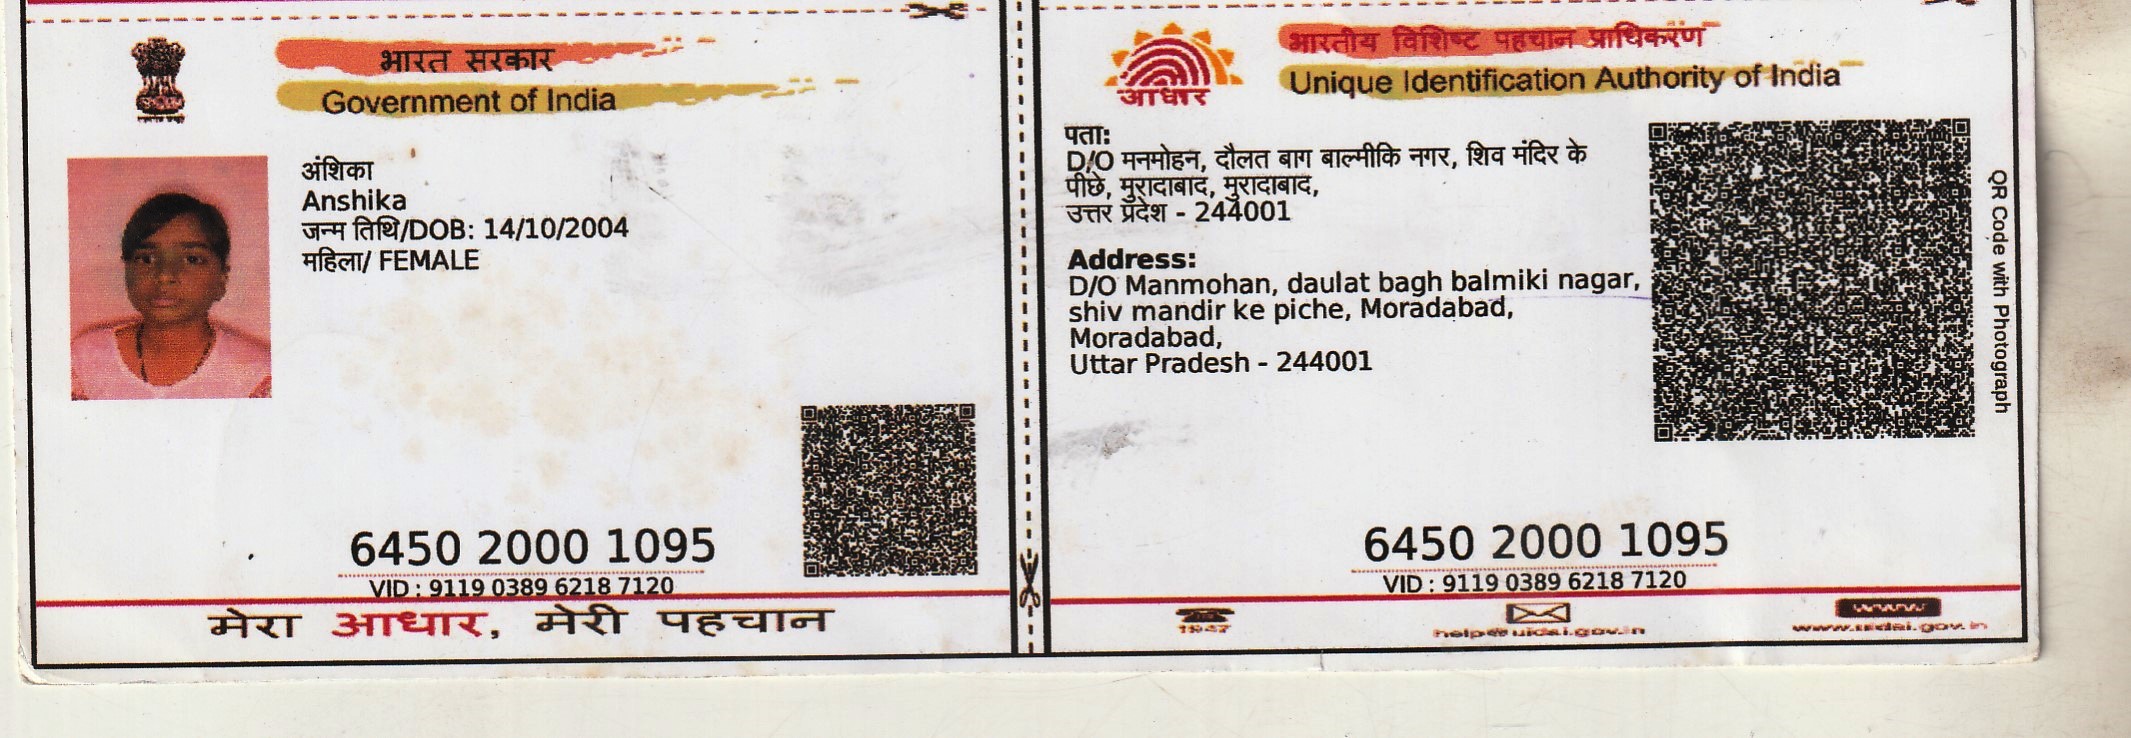 भारत सरकार
Government of India
अंशिका
Anshika
जन्म तिथि/DOB: 14/10/2004
महिला/ FEMALE
6450 2000 1095
VID : 9119 0389 6218 7120
मेरा आधार, मेरी पहचान
आधार
भारतीय विशिष्ट पहचान प्राधिकरण
Unique Identification Authority of India
पता:
D/O मनमोहन, दौलत बाग बाल्मीकि नगर, शिव मंदिर के
पीछे, मुरादाबाद, मुरादाबाद,
उत्तर प्रदेश - 244001
Address:
D/O Manmohan, daulat bagh balmiki nagar,
shiv mandir ke piche, Moradabad,
Moradabad,
Uttar Pradesh - 244001
QR Code with Photograph
6450 2000 1095
VID : 9119 0389 6218 7120
1947
help@uidai.gov.in
www
www.uidai.gov.in